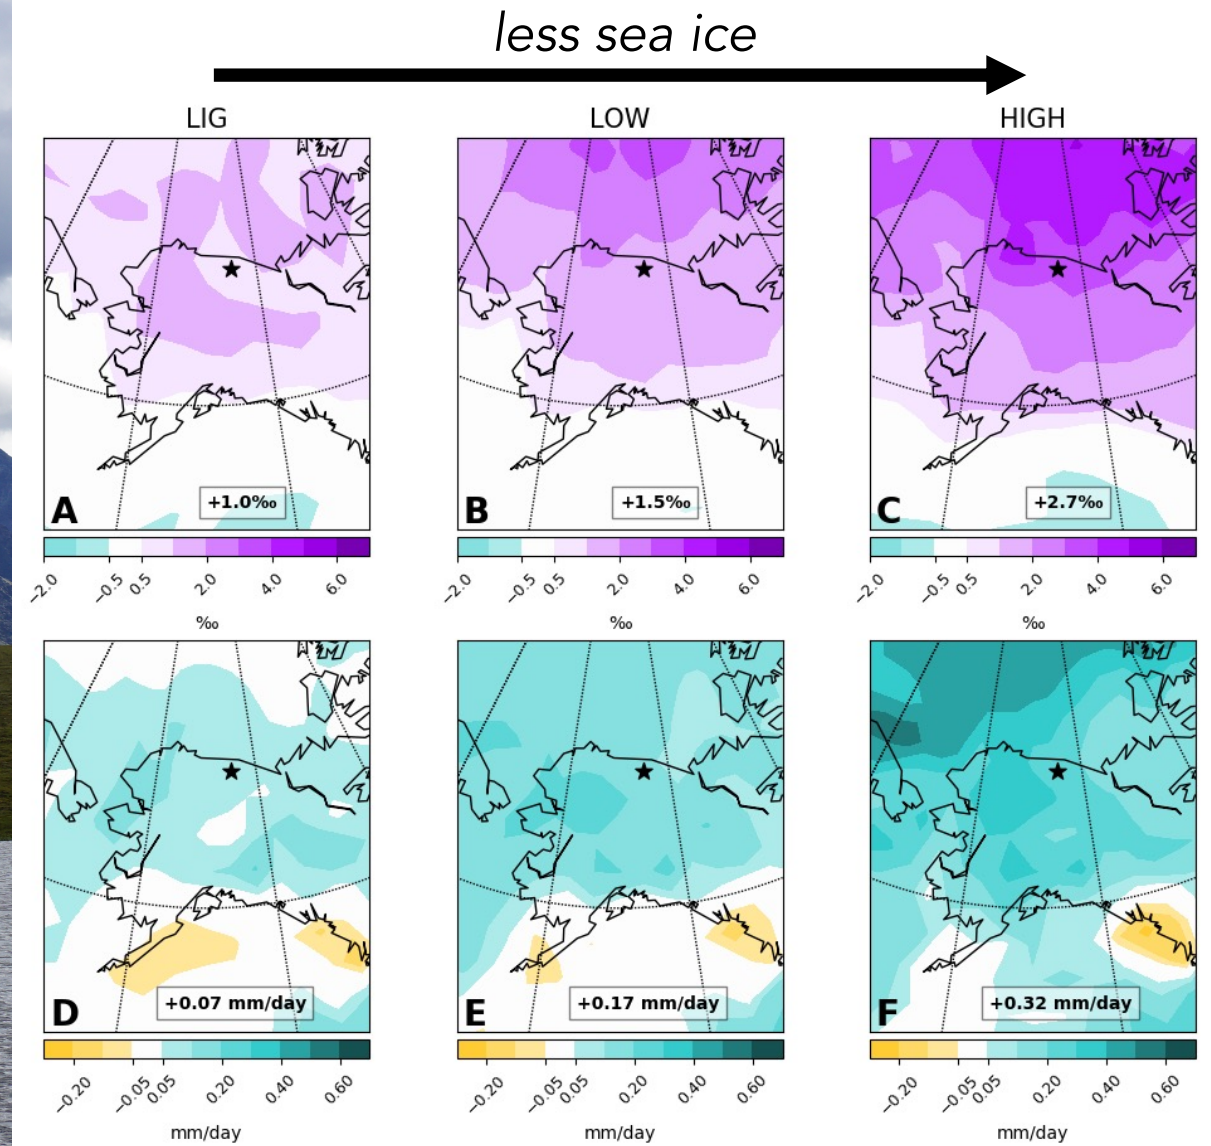 less sea ice
LIG LOW HIGH
A +1.0‰ B +1.5‰ C +2.7‰
−2.0 −0.5 0.5 2.0 4.0 6.0 −2.0 −0.5 0.5 2.0 4.0 6.0 −2.0 −0.5 0.5 2.0 4.0 6.0
‰ ‰ ‰
D +0.07 mm/day E +0.17 mm/day F +0.32 mm/day
−0.20 −0.05 0.05 0.20 0.40 0.60 −0.20 −0.05 0.05 0.20 0.40 0.60 −0.20 −0.05 0.05 0.20 0.40 0.60
mm/day mm/day mm/day